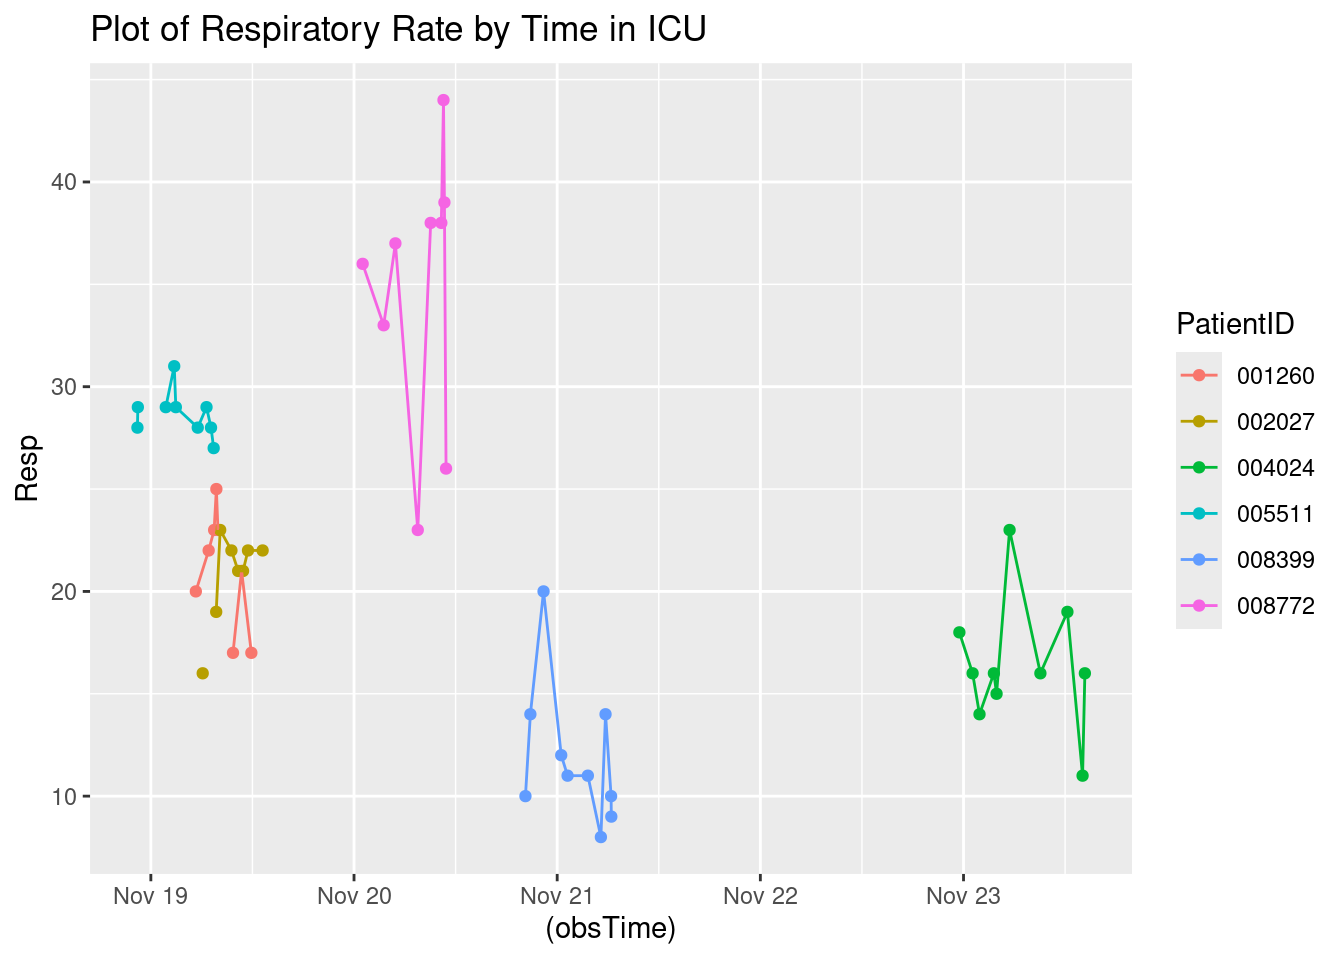 Plot of Respiratory Rate by Time in ICU
40
30
20
10
Resp
Nov 19
Nov 20
Nov 21
Nov 22
Nov 23
(obsTime)
PatientID
001260
002027
004024
005511
008399
008772